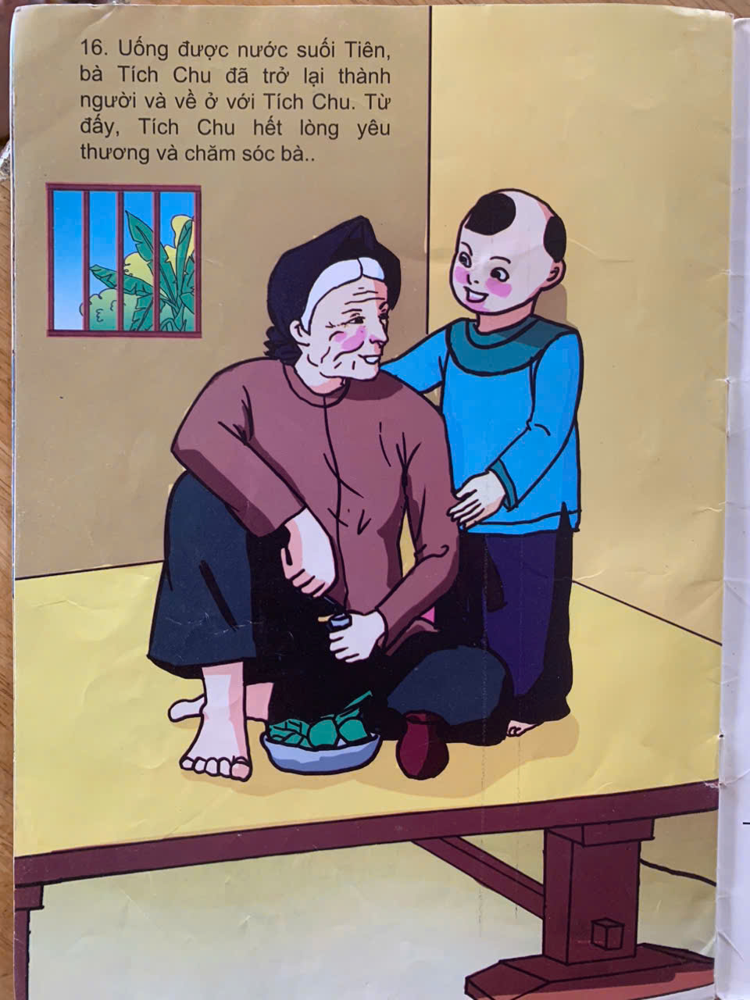 16. Uống được nước suối Tiên,
bà Tích Chu đã trở lại thành
người và về ở với Tích Chu. Từ
đấy, Tích Chu hết lòng yêu
thương và chăm sóc bà..